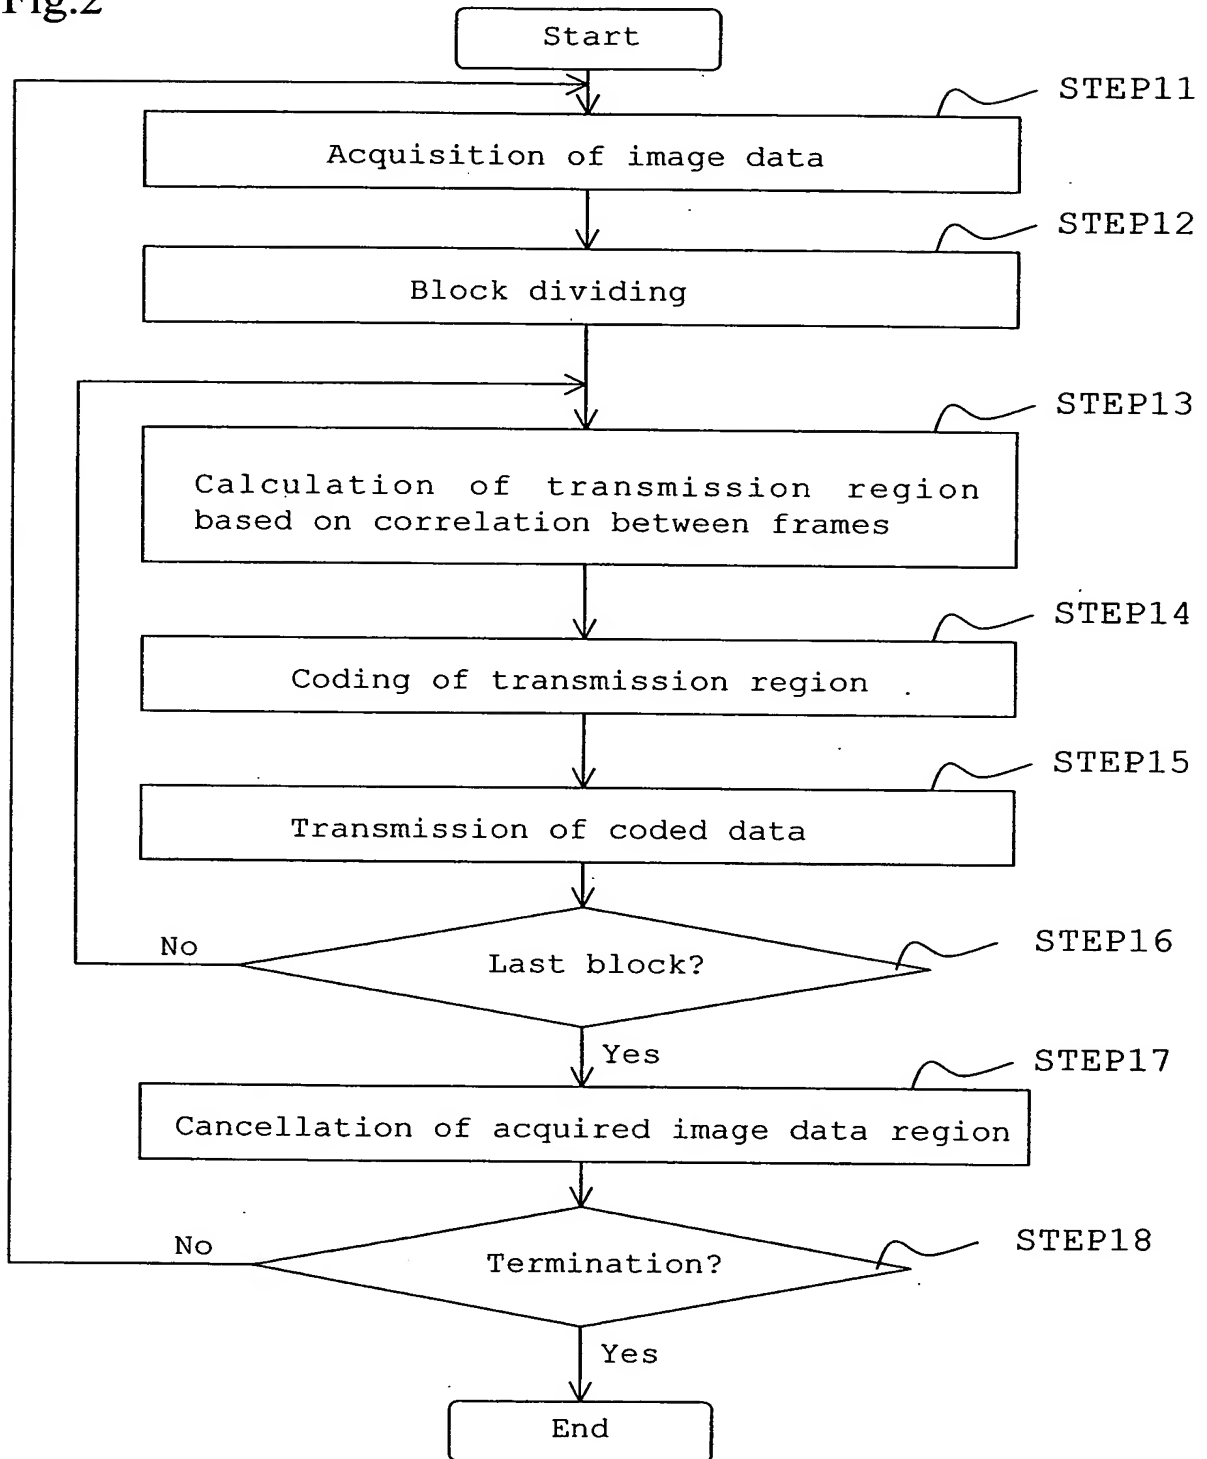 Fig.2
Start
STEP11
Acquisition of image data
STEP12
Block dividing
STEP13
Calculation of transmission region
based on correlation between frames
STEP14
Coding of transmission region
STEP15
Transmission of coded data
No
Last block?
STEP16
Yes
STEP17
Cancellation of acquired image data region
No
Termination?
STEP18
Yes
End